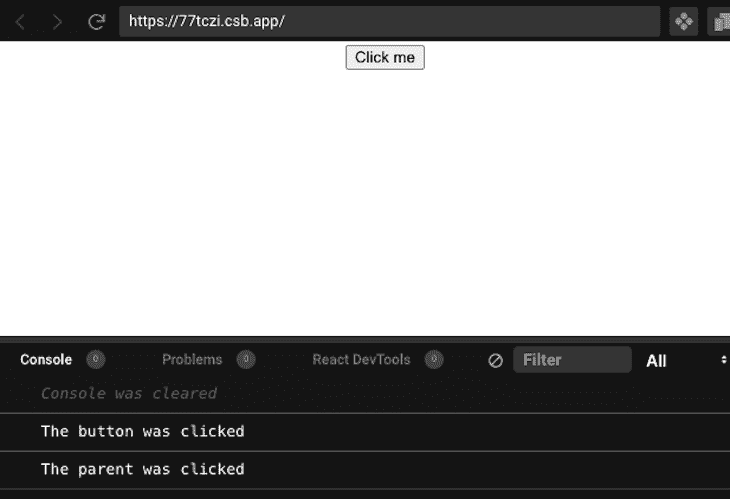 https://77tczi.csb.app/
Click me
Console 0 Problems 0 React DevTools 0 Filter All
Console was cleared
The button was clicked
The parent was clicked